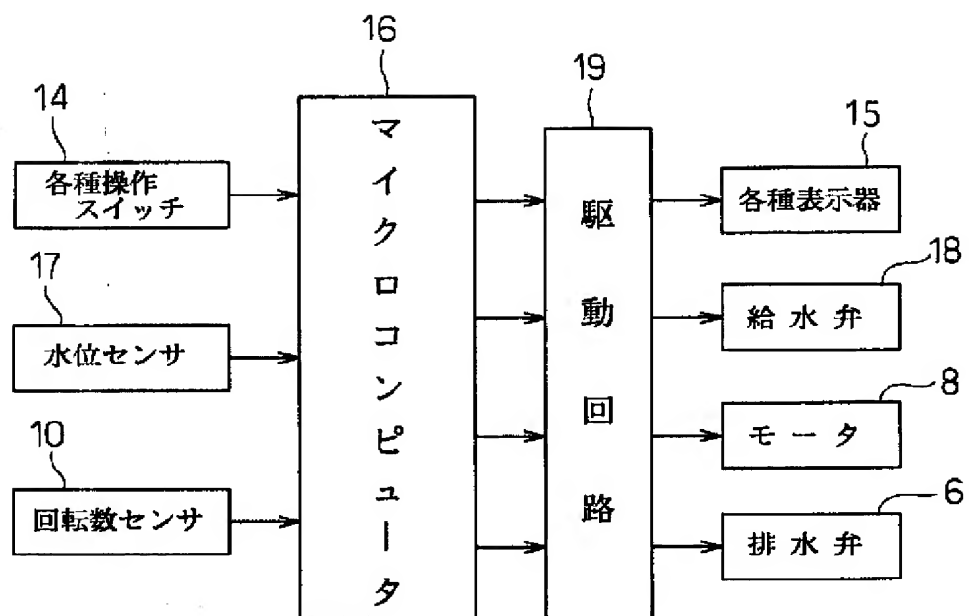 16
マイクロコンピュータ
19
駆動回路
14
各種操作
スイッチ
17
水位センサ
10
回転数センサ
15
各種表示器
18
給水弁
8
モータ
6
排水弁